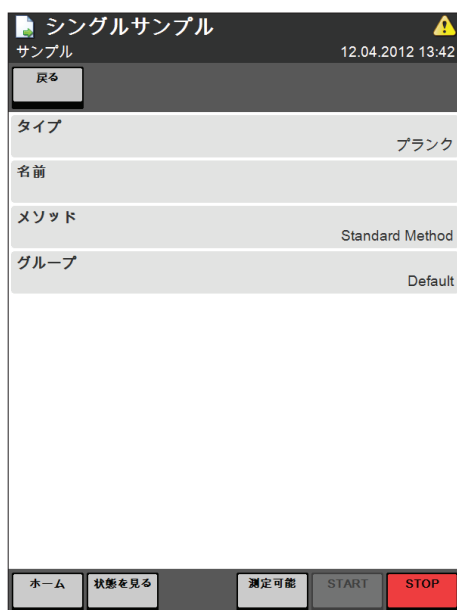 シングルサンプル
サンプル 12.04.2012 13:42
戻る
タイプ
プランク
名前
メソッド
Standard Method
グループ
Default
ホーム 状態を見る 測定可能 START STOP